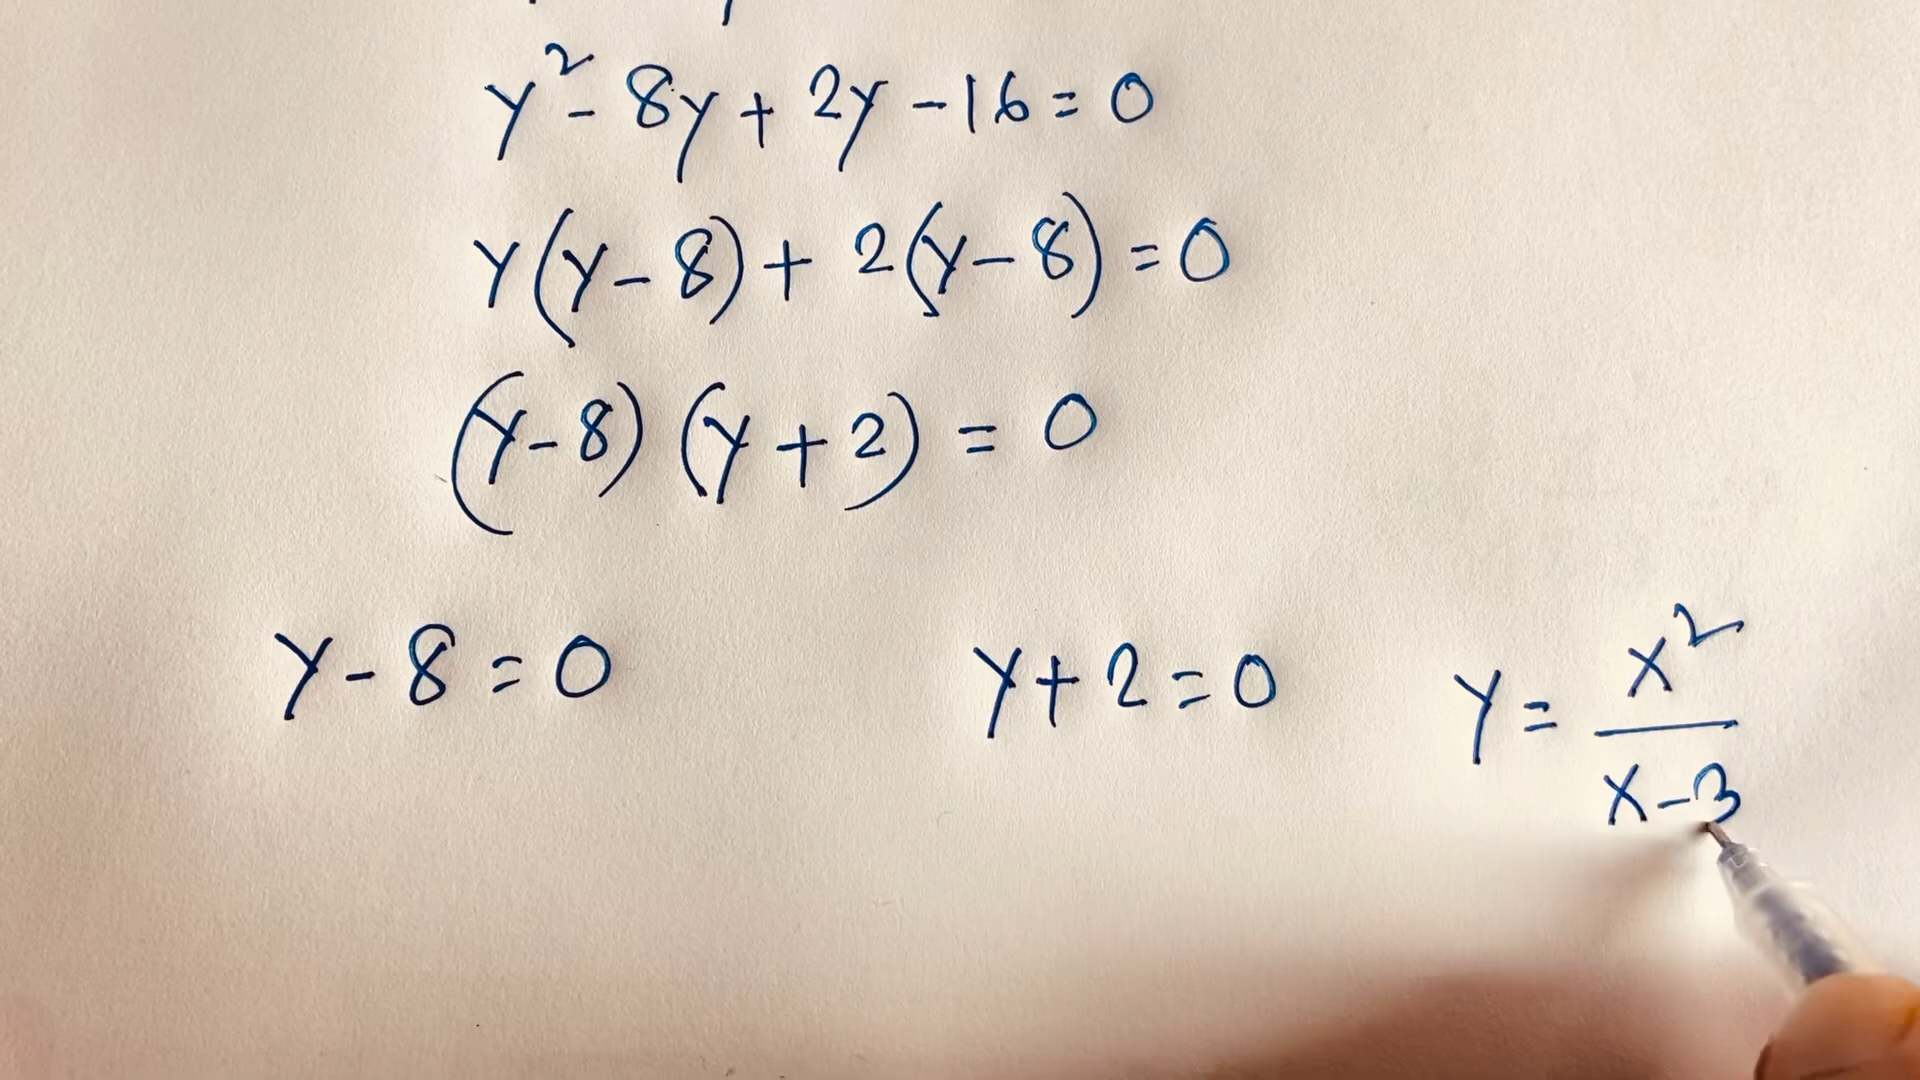 y² - 8y + 2y - 16 = 0
y(y - 8) + 2(y - 8) = 0
(y - 8) (y + 2) = 0
y - 8 = 0
y + 2 = 0
y = x² / x - 3